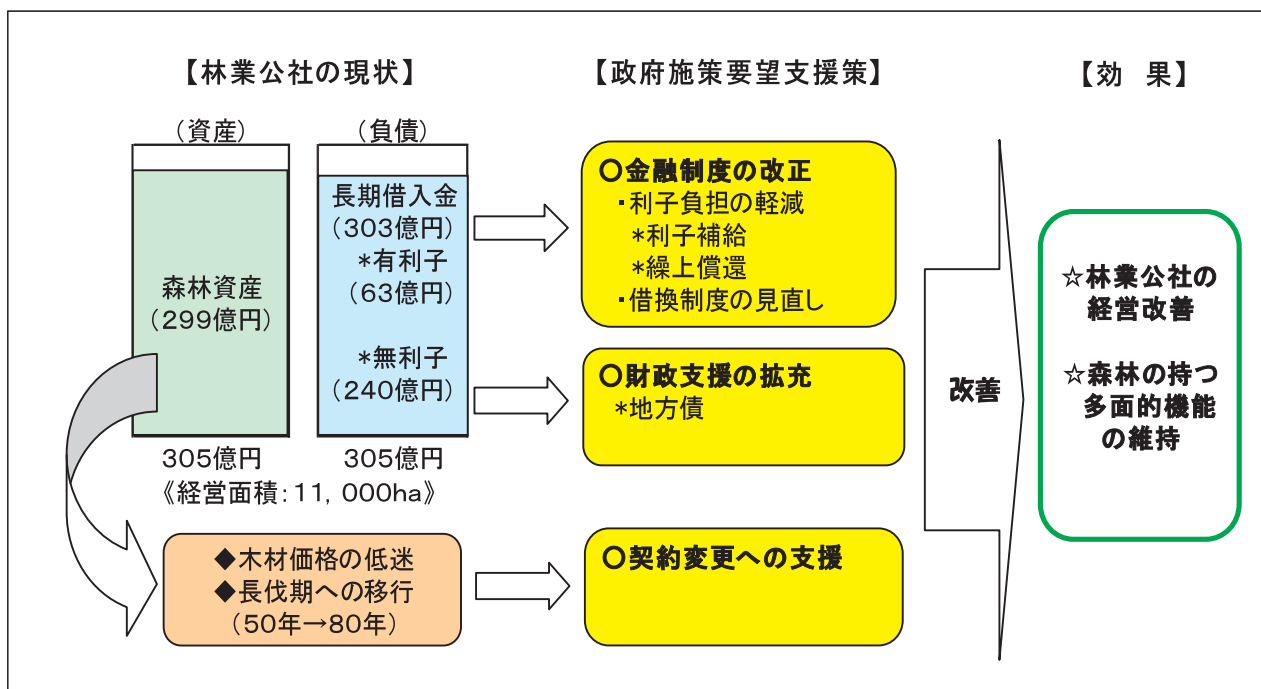 【林業公社の現状】
(資産)
(負債)
森林資産
(299億円)
長期借入金
(303億円)
*有利子
(63億円)
*無利子
(240億円)
305億円
305億円
《経営面積:11,000ha》
◆木材価格の低迷
◆長伐期への移行
(50年→80年)
【政府施策要望支援策】
○金融制度の改正
・利子負担の軽減
*利子補給
*繰上償還
・借換制度の見直し
○財政支援の拡充
*地方債
○契約変更への支援
改善
【効 果】
☆林業公社の
経営改善
☆森林の持つ
多面的機能
の維持